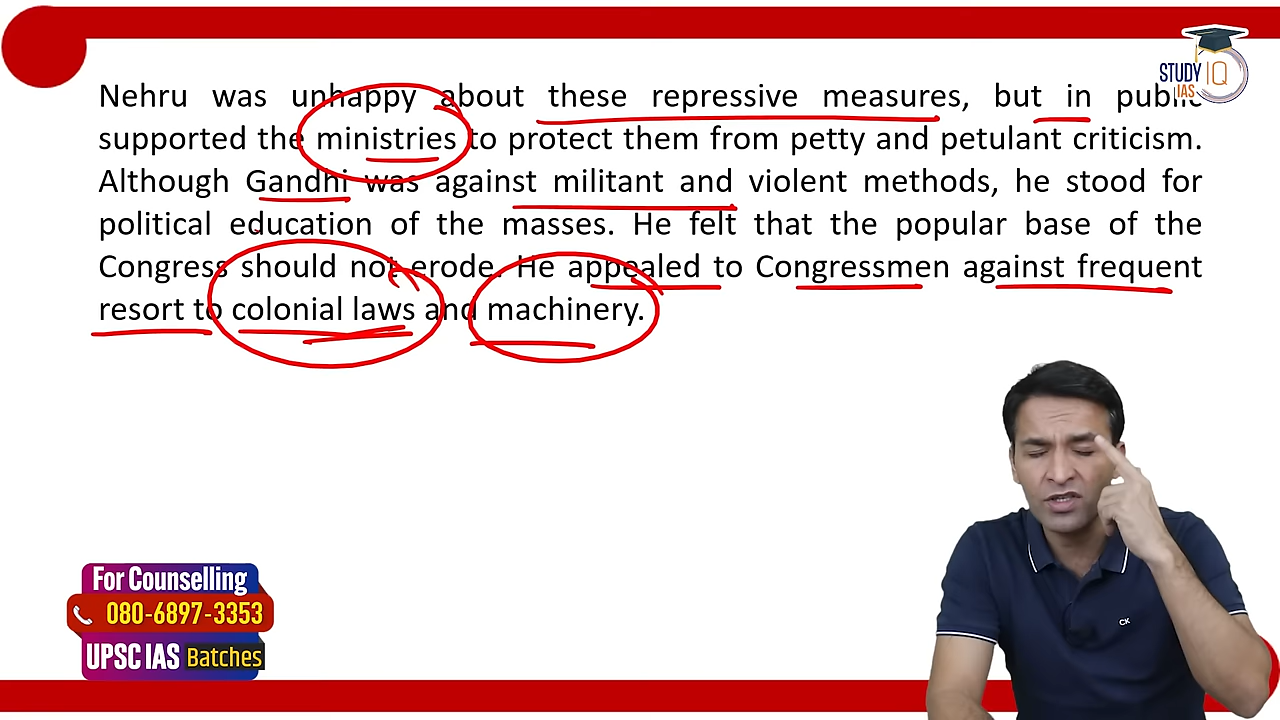 Nehru was unhappy about these repressive measures, but in public
supported the ministries to protect them from petty and petulant criticism.
Although Gandhi was against militant and violent methods, he stood for
political education of the masses. He felt that the popular base of the
Congress should not erode. He appealed to Congressmen against frequent
resort to colonial laws and machinery.
STUDY IQ
IAS
CK
For Counselling
080-6897-3353
UPSC IAS Batches